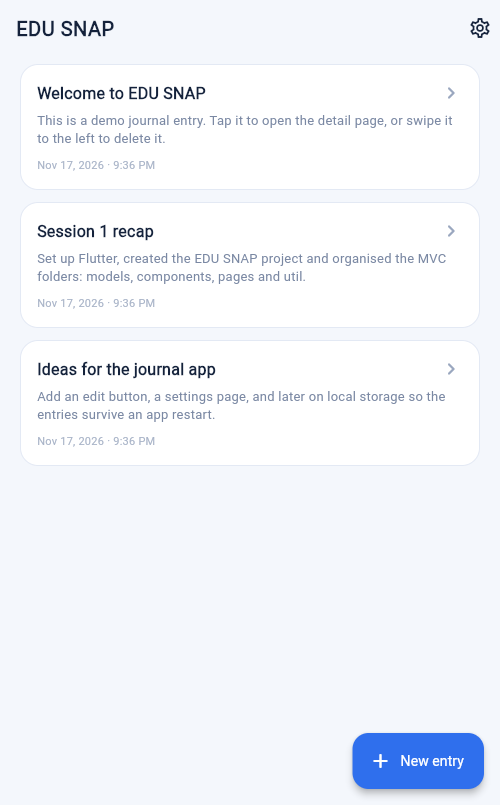 EDU SNAP
Welcome to EDU SNAP
This is a demo journal entry. Tap it to open the detail page, or swipe it
to the left to delete it.
Nov 17, 2026 · 9:36 PM
Session 1 recap
Set up Flutter, created the EDU SNAP project and organised the MVC
folders: models, components, pages and util.
Nov 17, 2026 · 9:36 PM
Ideas for the journal app
Add an edit button, a settings page, and later on local storage so the
entries survive an app restart.
Nov 17, 2026 · 9:36 PM
New entry